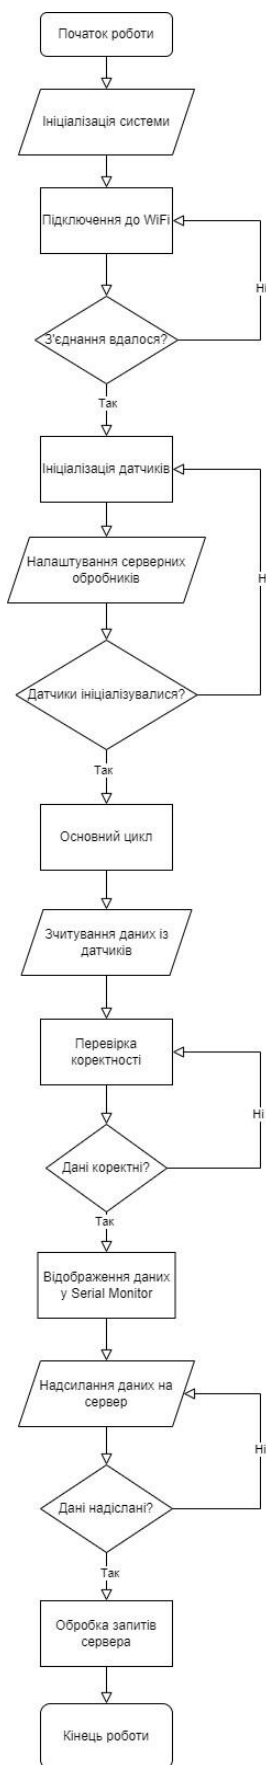 Початок роботи
Ініціалізація системи
Підключення до WiFi
Ні
З'єднання вдалося?
Так
Ініціалізація датчиків
Налаштування серверних
обробників
Н
Датчики ініціалізувалися?
Так
Основний цикл
Зчитування даних із
датчиків
Перевірка
коректності
Ні
Дані коректні?
Так
Відображення даних
у Serial Monitor
Надсилання даних на
сервер
Ні
Дані надіслані?
Так
Обробка запитів
сервера
Кінець роботи